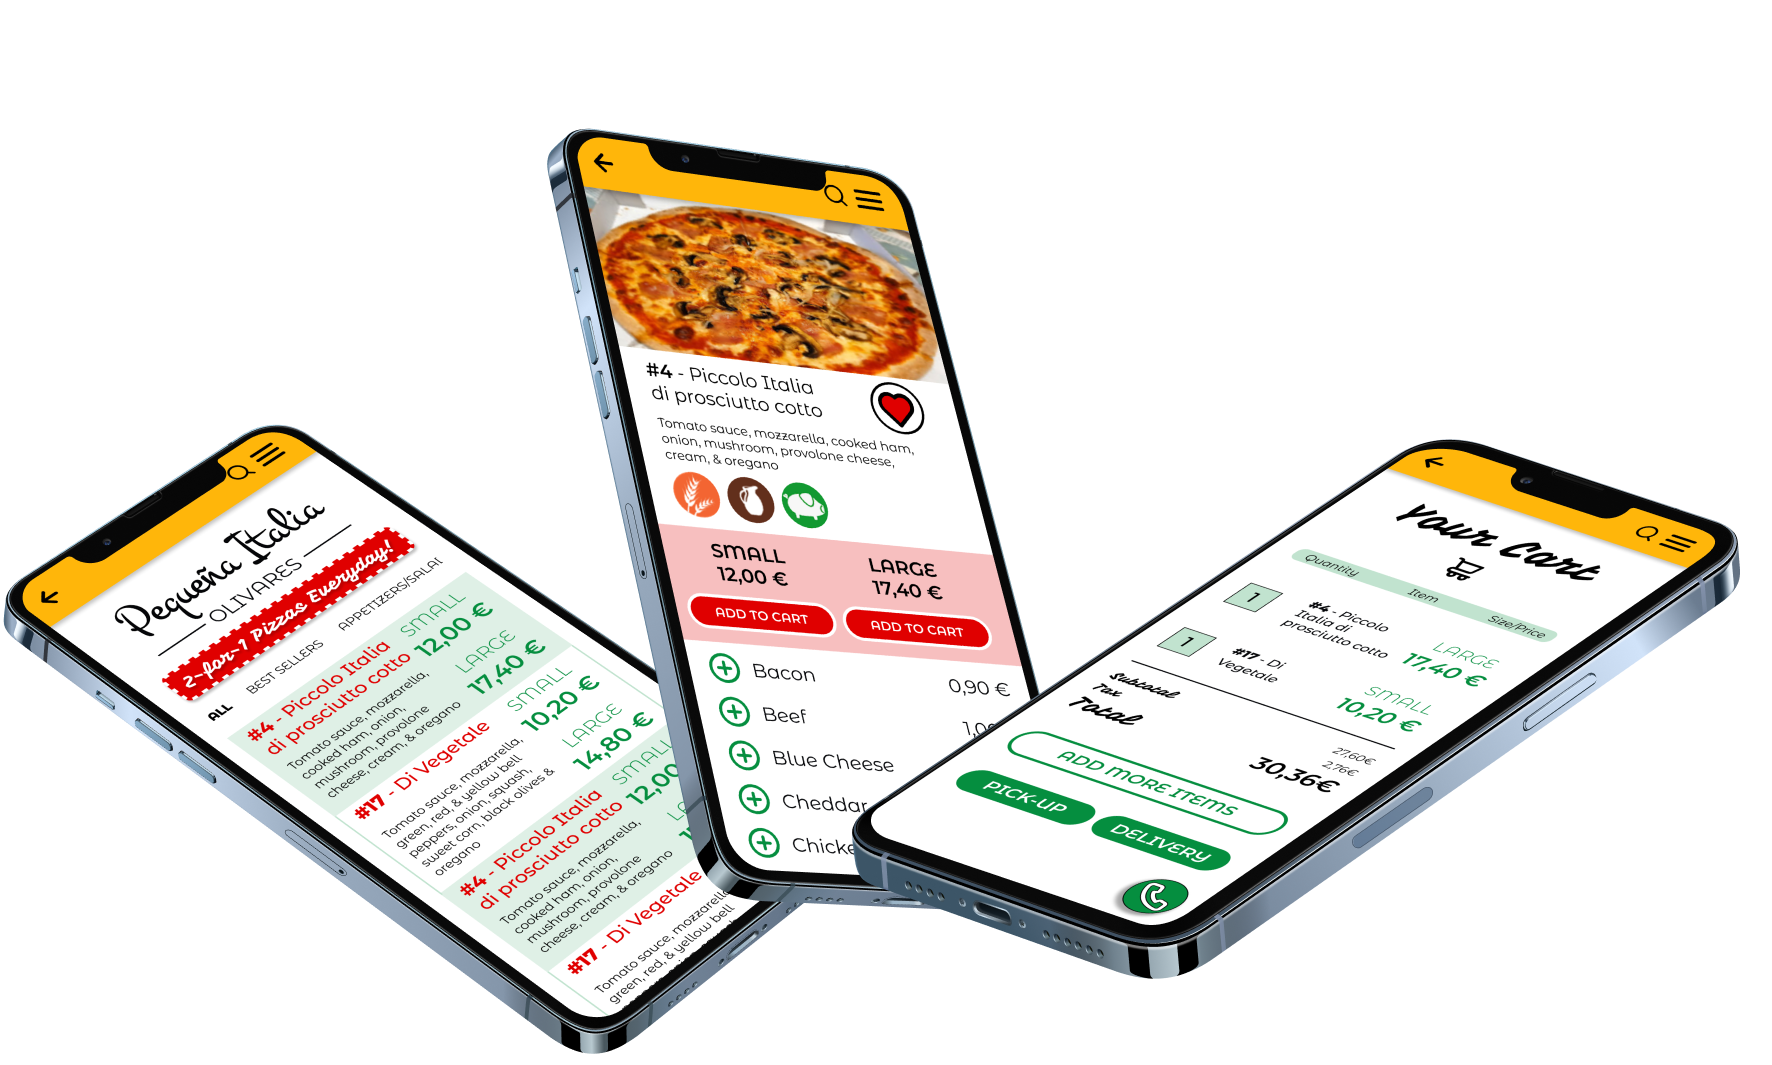 Pequeña Italia
OLIVARES
2-for-1 Pizzas Everyday!
ALL
BEST SELLERS
APPETIZERS/SALA
#4 - Piccolo Italia
di prosciutto cotto
Tomato sauce, mozzarella,
cooked ham, onion,
mushroom, provolone
cheese, cream, & oregano
SMALL
12,00 €
LARGE
17,40 €
#17 - Di Vegetale
Tomato sauce, mozzarella,
green, red, & yellow bell
peppers, onion, squash,
sweet corn, black olives &
oregano
SMALL
10,20 €
LARGE
14,80 €
#4 - Piccolo Italia
di prosciutto cotto
Tomato sauce, mozzarella,
cooked ham, onion,
mushroom, provolone
cheese, cream, & oregano
SMALL
12,00
#17 - Di Vegetale
Tomato sauce, mozzarella
green, red, & yellow bell
#4 - Piccolo Italia
di prosciutto cotto
Tomato sauce, mozzarella, cooked ham,
onion, mushroom, provolone cheese,
cream, & oregano
SMALL
12,00 €
ADD TO CART
LARGE
17,40 €
ADD TO CART
Bacon
0,90 €
Beef
1,0
Blue Cheese
Cheddar
Chicke
Your Cart
Quantity Item Size/Price
1
#4 - Piccolo
Italia di
prosciutto cotto
LARGE
17,40 €
1
#17 - Di
Vegetale
SMALL
10,20 €
Subtotal
27,60€
Tax
2,76€
Total
30,36€
ADD MORE ITEMS
PICK-UP
DELIVERY